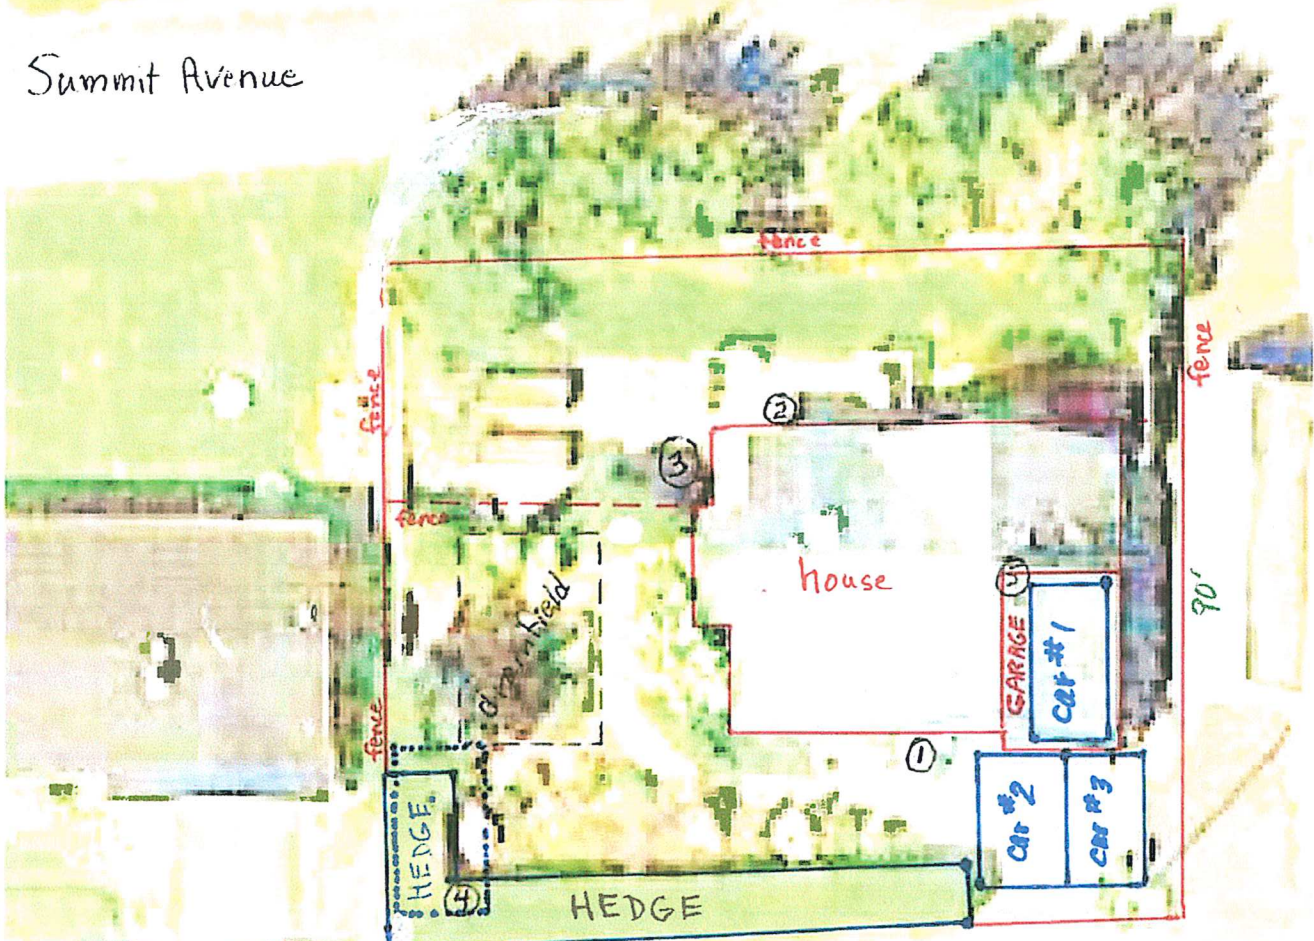 Summit Avenue
fence
fence
fence
2
3
fence
house
4
90'
drainfield
GARAGE
car #1
fence
1
car #2
car #3
HEDGE
4
HEDGE